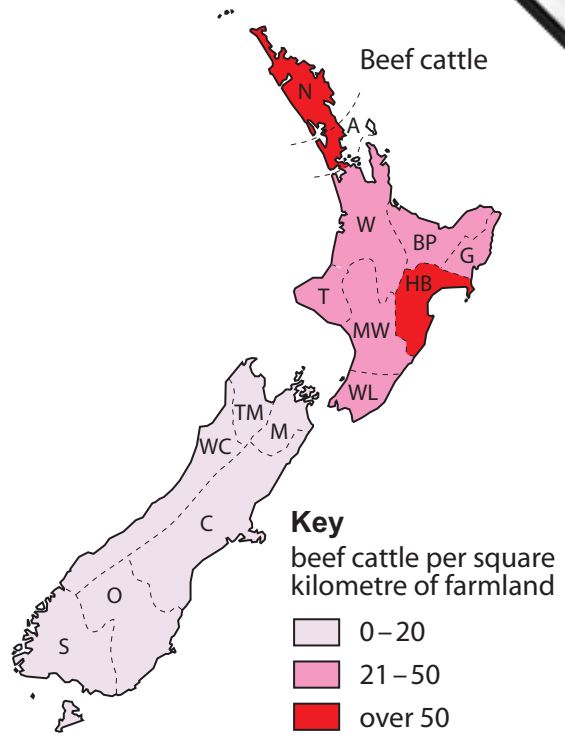 Beef cattle
N
A
W
BP
G
HB
T
MW
WL
TM
M
WC
C
O
S
Key
beef cattle per square
kilometre of farmland
0–20
21–50
over 50